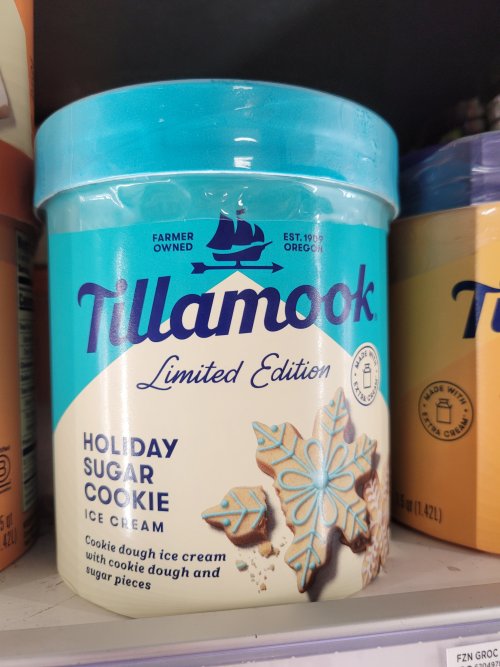 FARMER
OWNED
EST. 1909
OREGON
Tillamook
Limited Edition
MADE WITH
EXTRA CREAM
HOLIDAY
SUGAR
COOKIE
ICE CREAM
Cookie dough ice cream
with cookie dough and
sugar pieces
MADE WITH
EXTRA CREAM
(1.42L)
FZN GROC